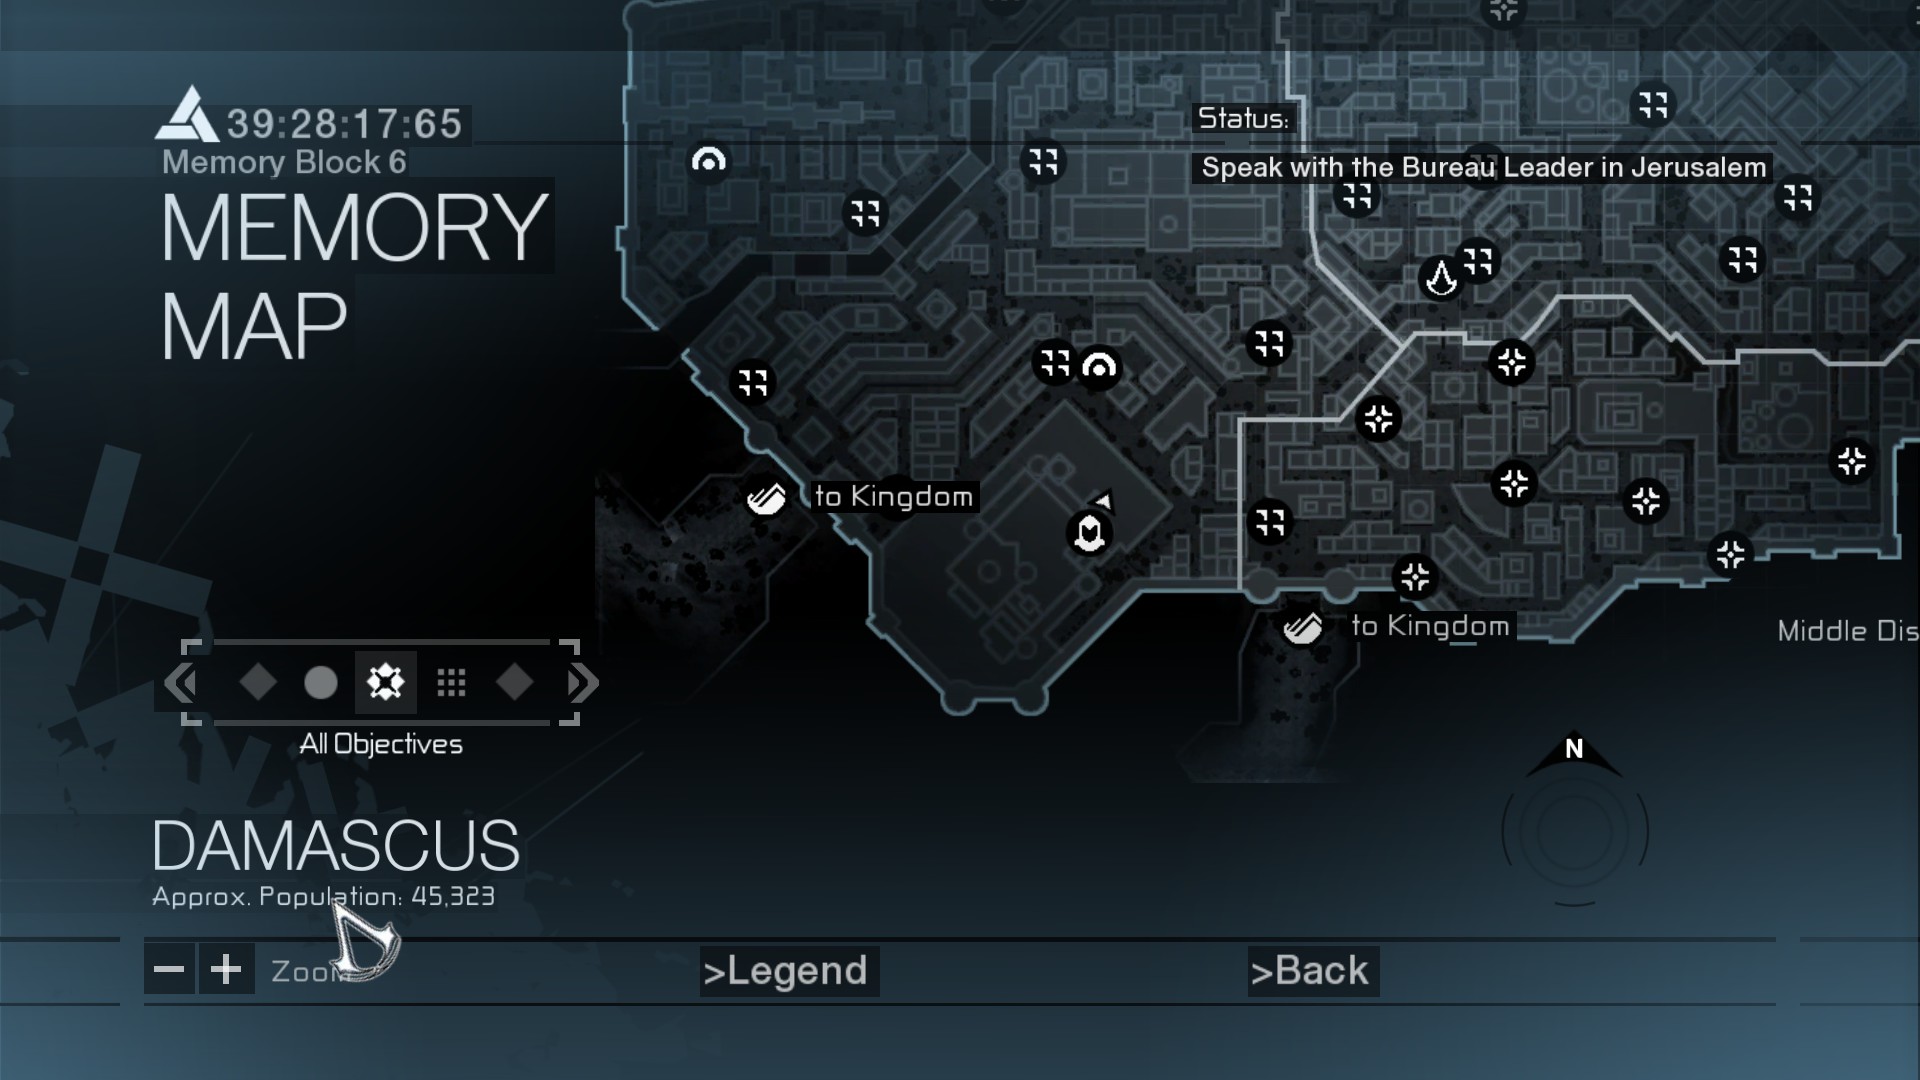 39:28:17:65
Memory Block 6
MEMORY
MAP
Status:
Speak with the Bureau Leader in Jerusalem
to Kingdom
to Kingdom
Middle Dis
N
All Objectives
DAMASCUS
Approx. Population: 45,323
Zoom
>Legend
>Back